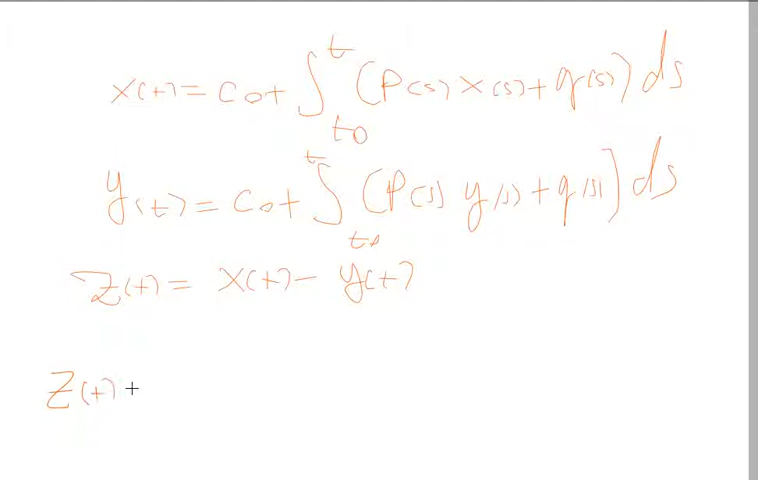 x(t) = C0 + ∫_{t0}^{t} (P(s) x(s) + q(s)) ds
y(t) = C0 + ∫_{t0}^{t} (P(s) y(s) + q(s)) ds
Z(t) = x(t) - y(t)
Z(t)